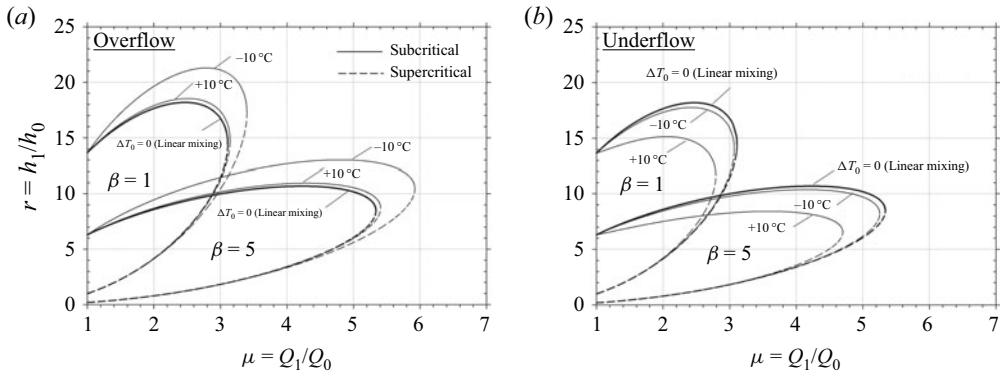 (a)
25
20
15
10
5
0
r = h1/h0
Overflow
Subcritical
Supercritical
–10 °C
+10 °C
ΔT0 = 0 (Linear mixing)
β = 1
–10 °C
+10 °C
ΔT0 = 0 (Linear mixing)
β = 5
1 2 3 4 5 6 7
μ = Q1/Q0
(b)
25
20
15
10
5
0
Underflow
ΔT0 = 0 (Linear mixing)
–10 °C
+10 °C
β = 1
ΔT0 = 0 (Linear mixing)
–10 °C
+10 °C
β = 5
1 2 3 4 5 6 7
μ = Q1/Q0